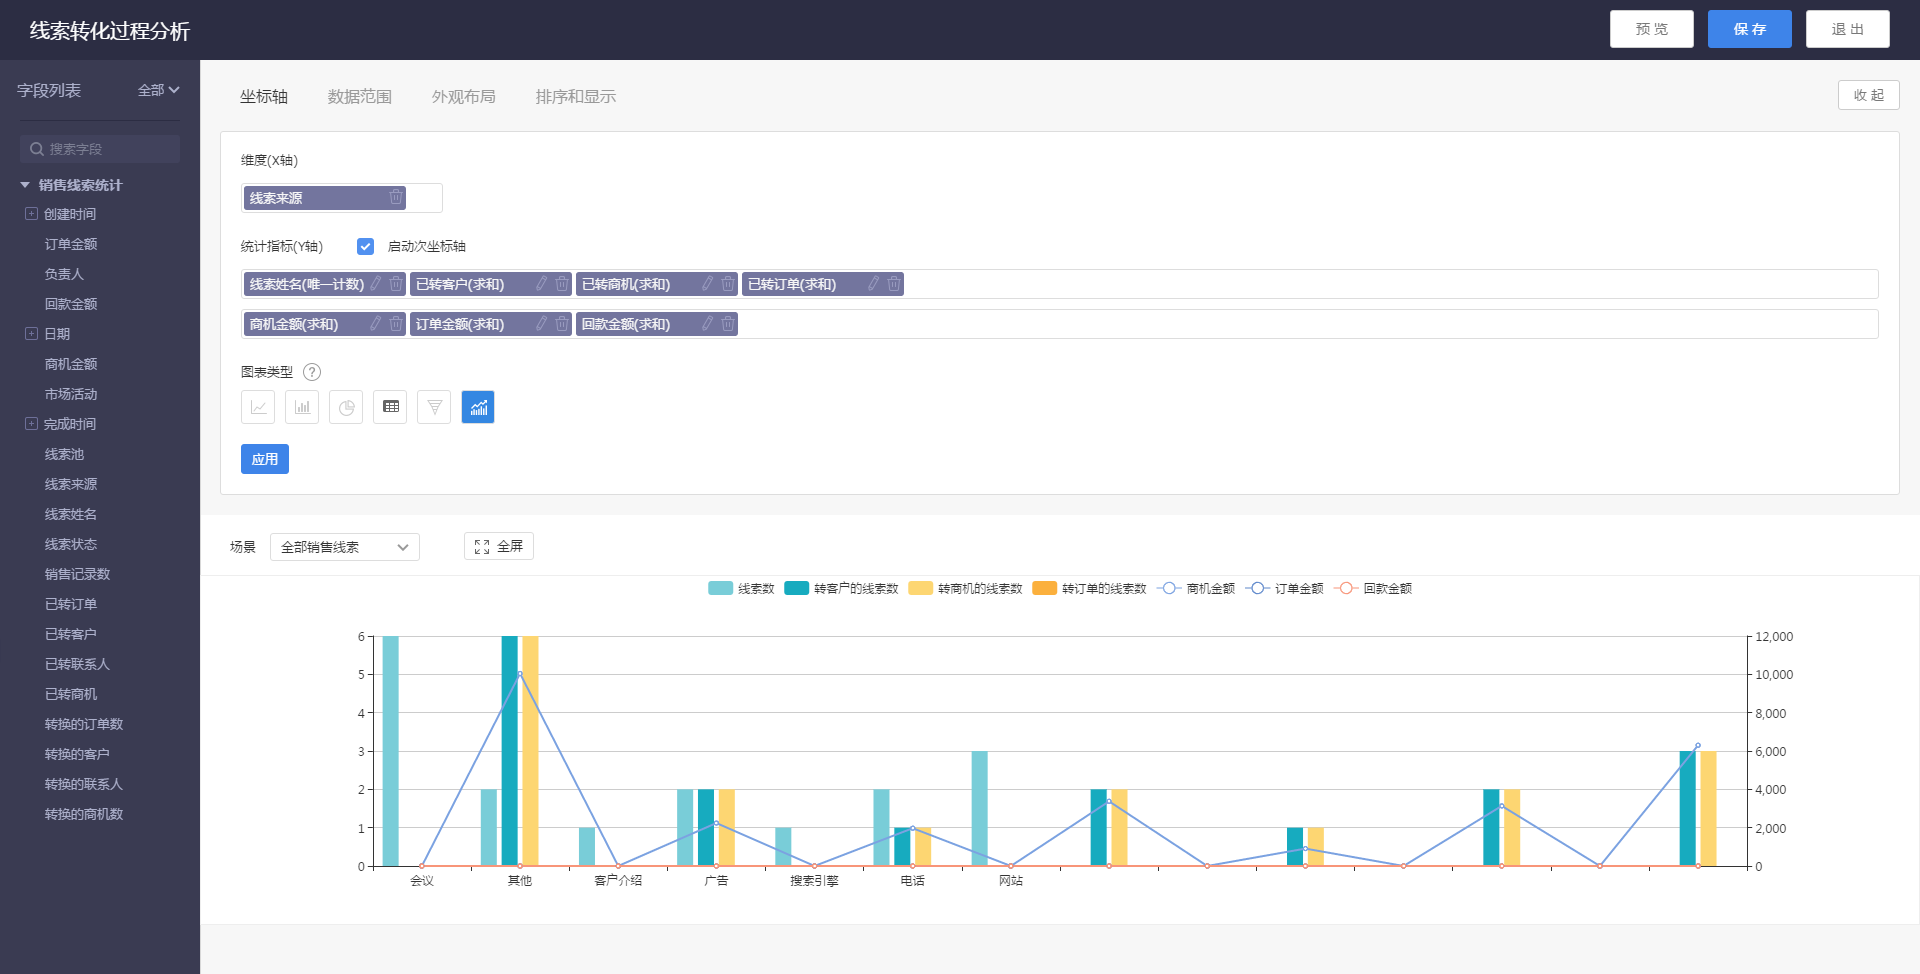 线索转化过程分析
预 览
保 存
退 出
字段列表
全部
搜索字段
销售线索统计
创建时间
订单金额
负责人
回款金额
日期
商机金额
市场活动
完成时间
线索池
线索来源
线索姓名
线索状态
销售记录数
已转订单
已转客户
已转联系人
已转商机
转换的订单数
转换的客户
转换的联系人
转换的商机数
坐标轴 数据范围 外观布局 排序和显示
收 起
维度(X轴)
线索来源
统计指标(Y轴) 启动次坐标轴
线索姓名(唯一计数) 已转客户(求和) 已转商机(求和) 已转订单(求和)
商机金额(求和) 订单金额(求和) 回款金额(求和)
图表类型 ?
应用
场景 全部销售线索 全屏
线索数 转客户的线索数 转商机的线索数 转订单的线索数 商机金额 订单金额 回款金额
6 12,000
5 10,000
4 8,000
3 6,000
2 4,000
1 2,000
0 0
会议 其他 客户介绍 广告 搜索引擎 电话 网站